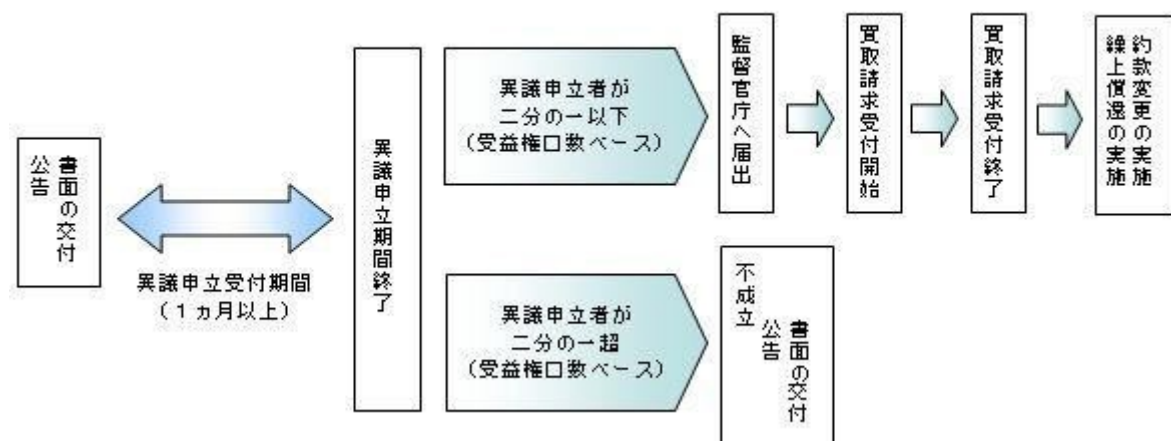 書面の交付
公告
異議申立受付期間
(１ヵ月以上)
異議申立期間終了
異議申立者が
二分の一以下
(受益権口数ベース)
監督官庁へ届出
買取請求受付開始
買取請求受付終了
約款変更の実施
繰上償還の実施
異議申立者が
二分の一超
(受益権口数ベース)
不成立
書面の交付
公告